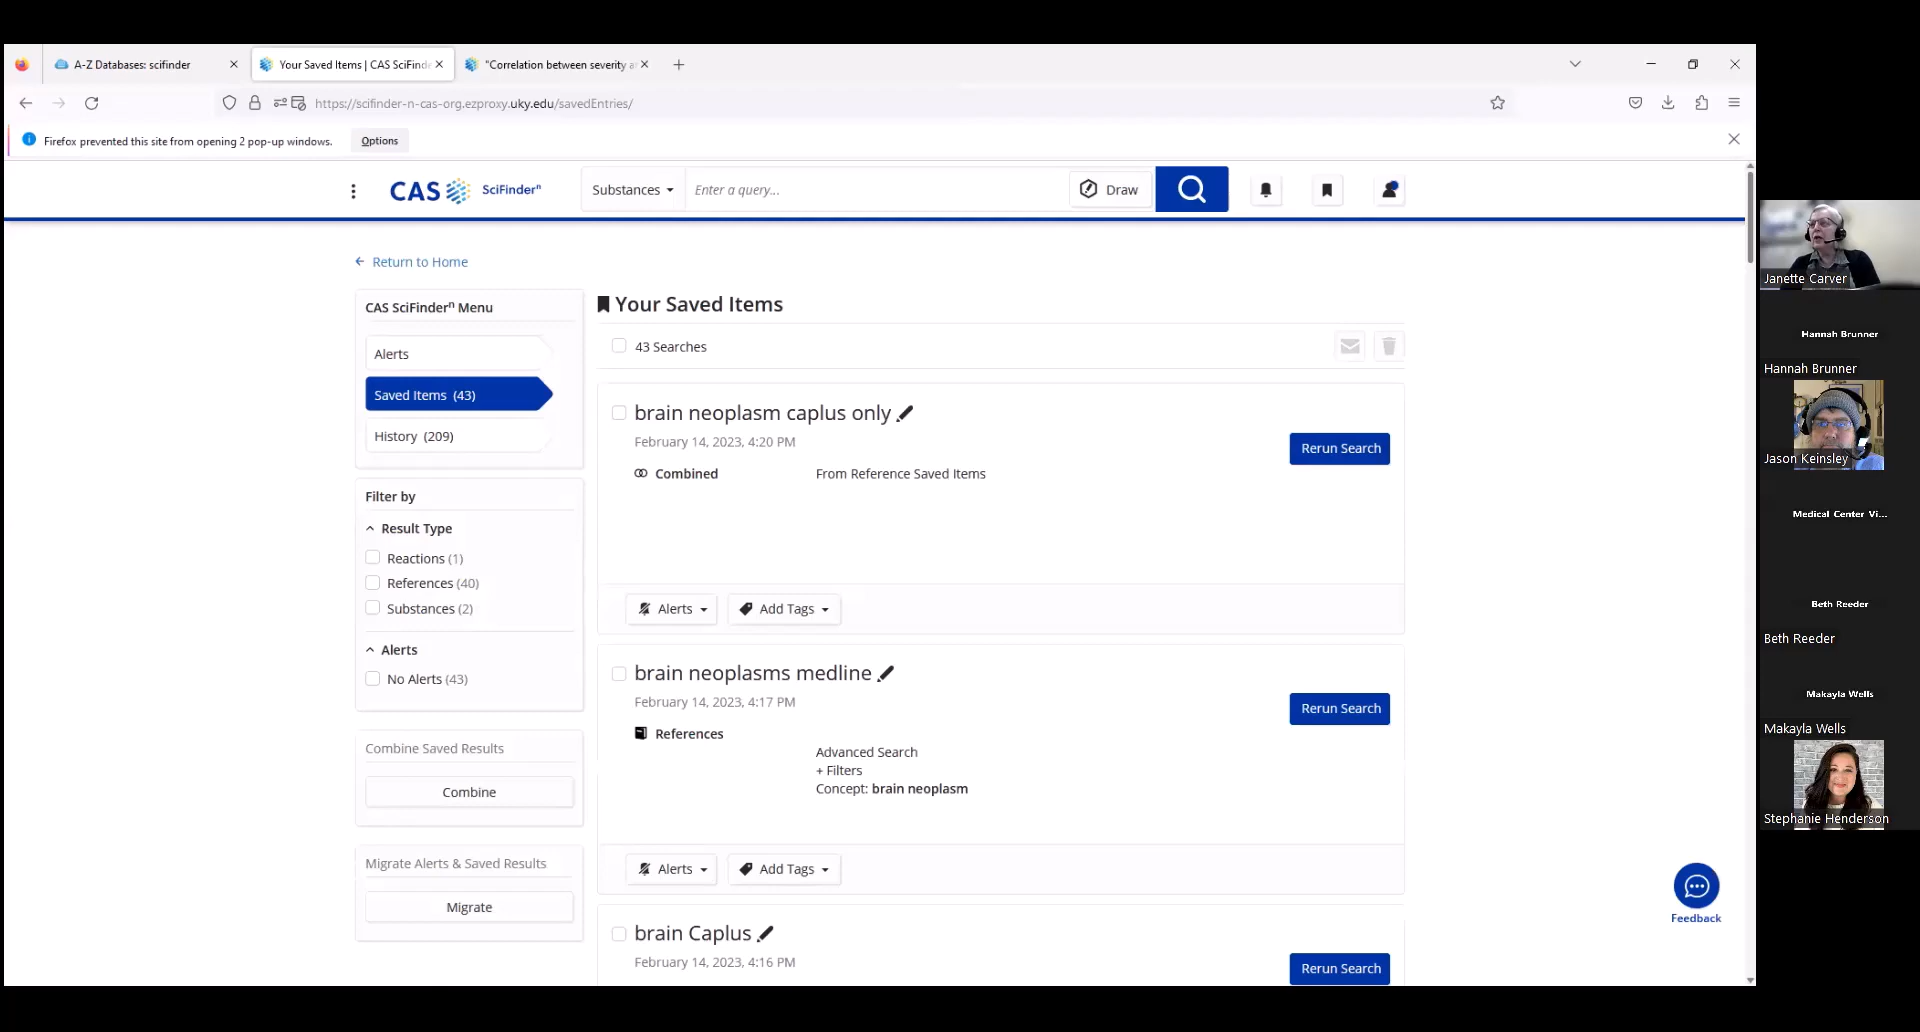 A-Z Databases: scifinder
Your Saved Items | CAS SciFinde
"Correlation between severity a
https://scifinder-n-cas-org.ezproxy.uky.edu/savedEntries/
Firefox prevented this site from opening 2 pop-up windows.
Options
CAS SciFinderⁿ
Substances
Enter a query...
Draw
Return to Home
CAS SciFinderⁿ Menu
Alerts
Saved Items (43)
History (209)
Filter by
Result Type
Reactions (1)
References (40)
Substances (2)
Alerts
No Alerts (43)
Combine Saved Results
Combine
Migrate Alerts & Saved Results
Migrate
Your Saved Items
43 Searches
brain neoplasm caplus only
February 14, 2023, 4:20 PM
Rerun Search
Combined From Reference Saved Items
Alerts Add Tags
brain neoplasms medline
February 14, 2023, 4:17 PM
Rerun Search
References
Advanced Search
+ Filters
Concept: brain neoplasm
Alerts Add Tags
brain Caplus
February 14, 2023, 4:16 PM
Rerun Search
Feedback
Janette Carver
Hannah Brunner
Hannah Brunner
Jason Keinsley
Medical Center Vi...
Beth Reeder
Beth Reeder
Makayla Wells
Makayla Wells
Stephanie Henderson